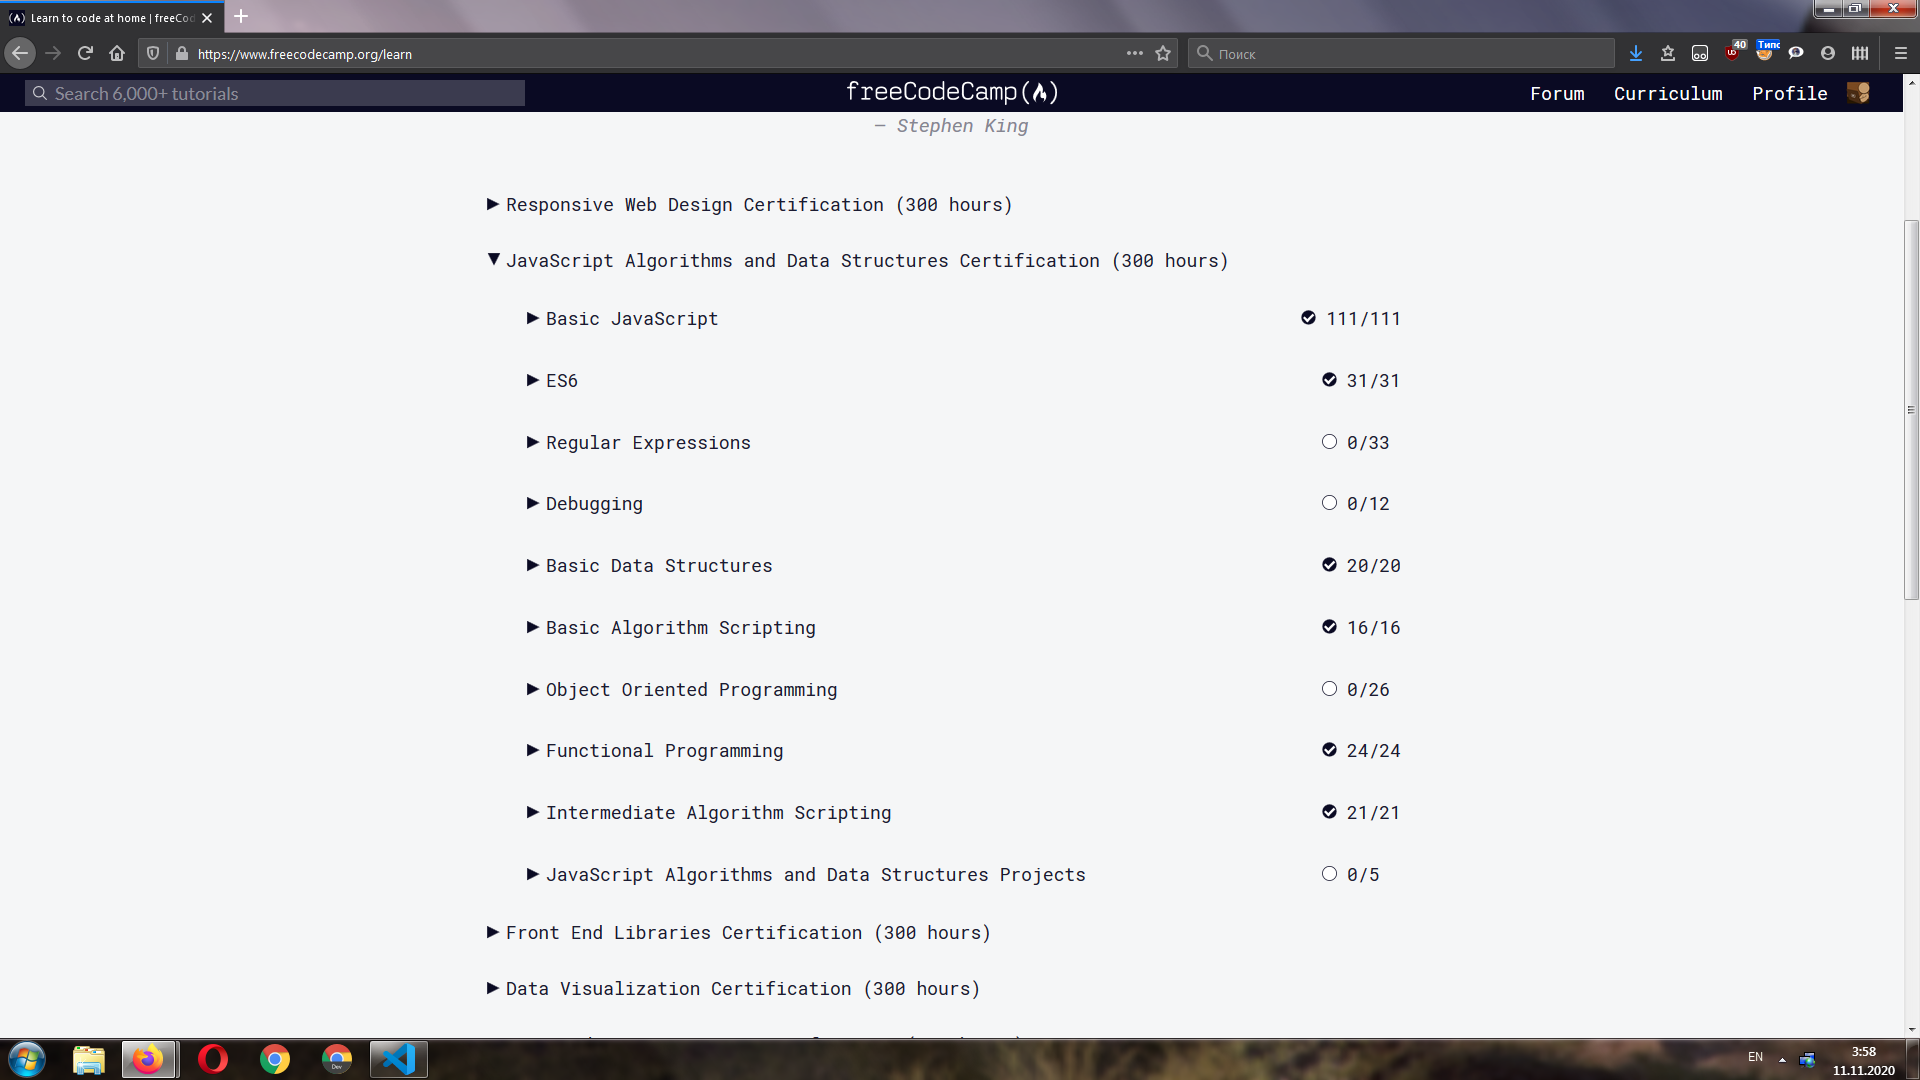 Learn to code at home | freeCod
https://www.freecodecamp.org/learn
Поиск
40
Типо
Search 6,000+ tutorials
freeCodeCamp(🔥)
Forum
Curriculum
Profile
— Stephen King
Responsive Web Design Certification (300 hours)
JavaScript Algorithms and Data Structures Certification (300 hours)
Basic JavaScript 111/111
ES6 31/31
Regular Expressions 0/33
Debugging 0/12
Basic Data Structures 20/20
Basic Algorithm Scripting 16/16
Object Oriented Programming 0/26
Functional Programming 24/24
Intermediate Algorithm Scripting 21/21
JavaScript Algorithms and Data Structures Projects 0/5
Front End Libraries Certification (300 hours)
Data Visualization Certification (300 hours)
Dev
EN
3:58
11.11.2020